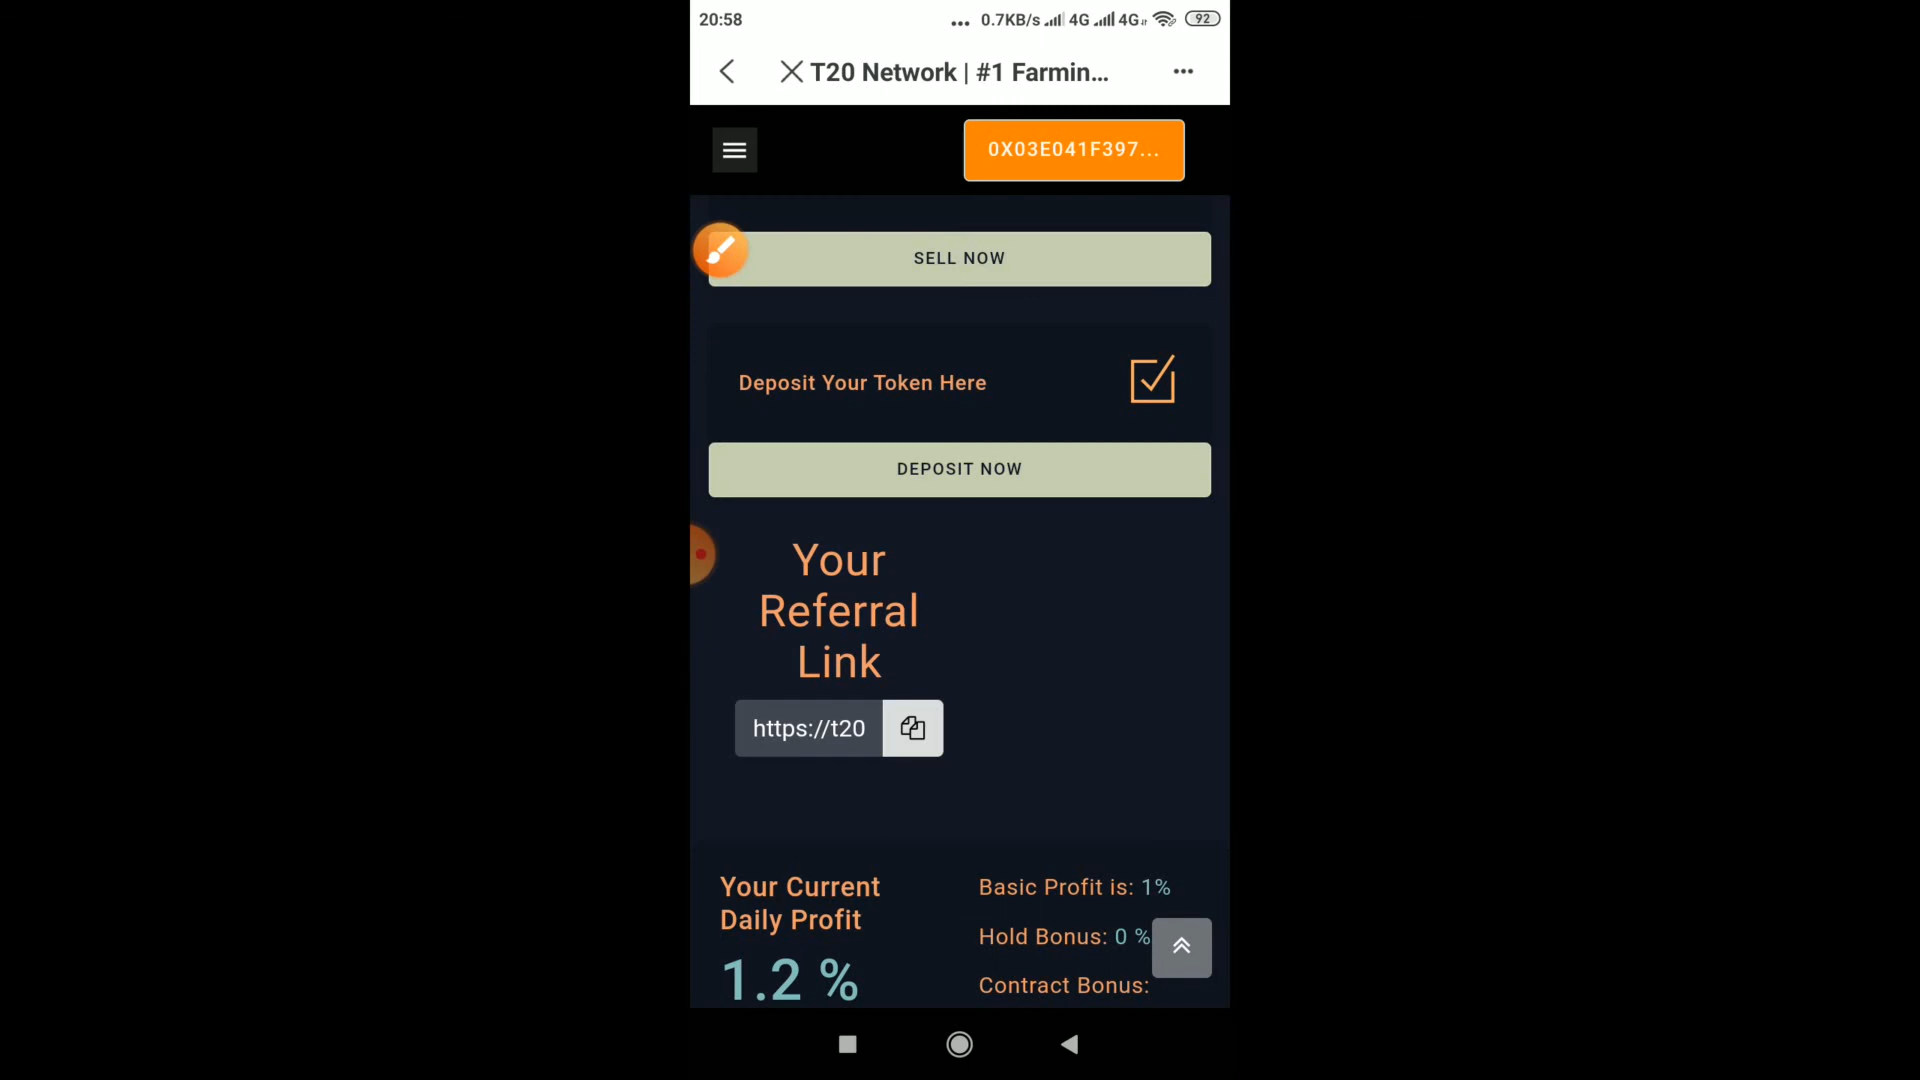 20:58
... 0.7KB/s 4G 4G 92
T20 Network | #1 Farmin...
0X03E041F397...
SELL NOW
Deposit Your Token Here
DEPOSIT NOW
Your
Referral
Link
https://t20
Your Current
Daily Profit
1.2 %
Basic Profit is: 1%
Hold Bonus: 0 %
Contract Bonus: